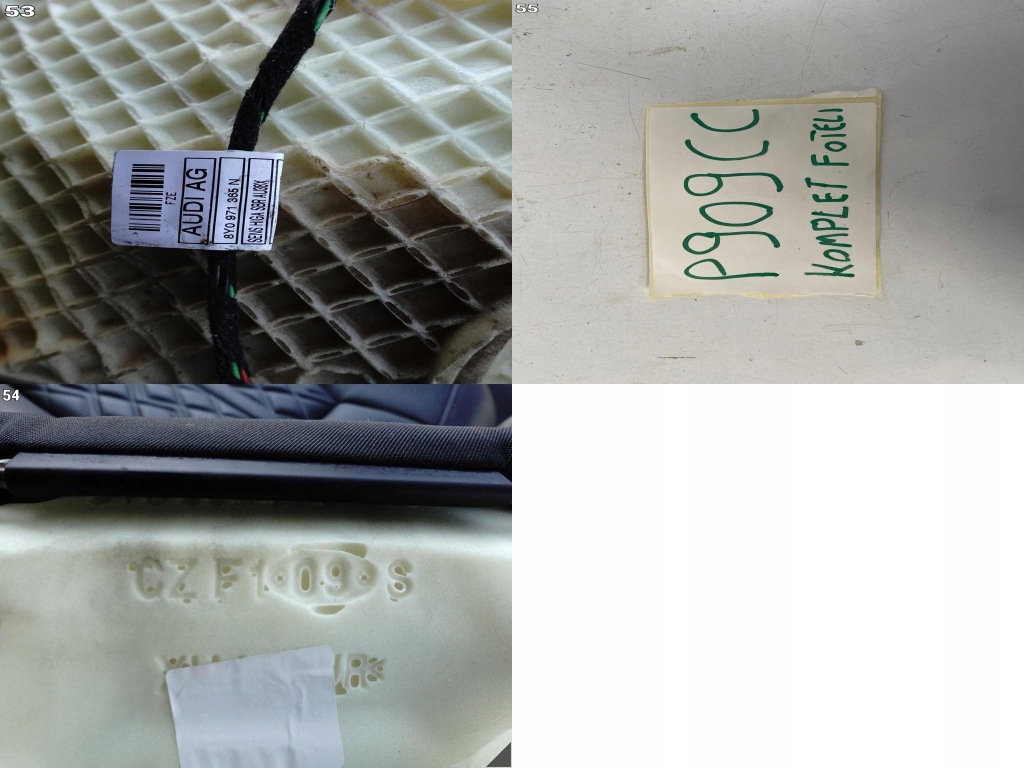 53
FZE
AUDI AG
8Y0 971 365 N
55
P909CC
KOMPLET FOTELI
54
CZ F1 09 S